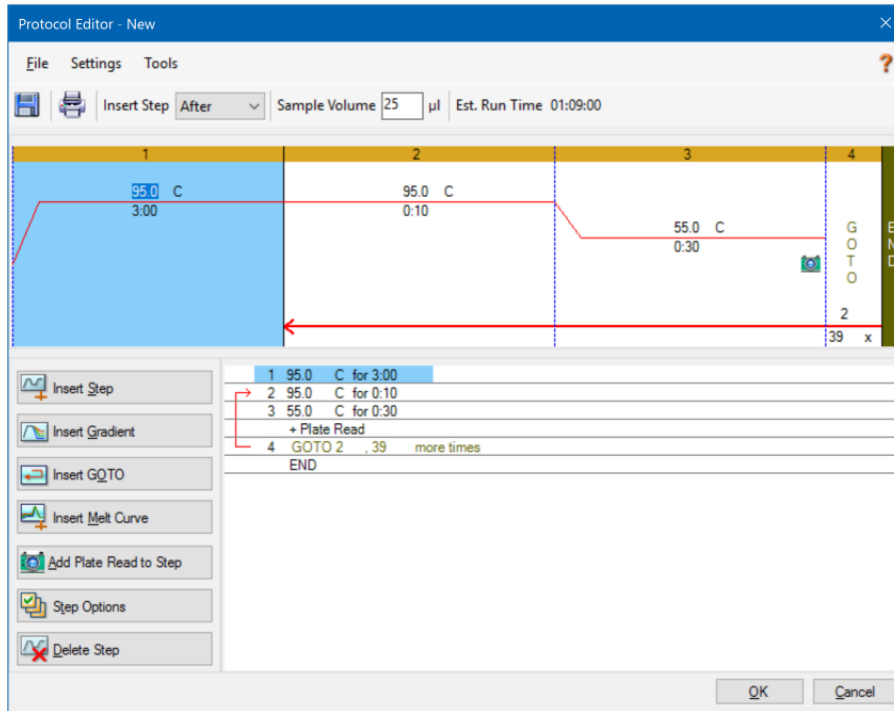 Protocol Editor - New
File Settings Tools ?
Insert Step After Sample Volume 25 µl Est. Run Time 01:09:00
1 2 3 4
95.0 C
3:00
95.0 C
0:10
55.0 C
0:30
GOTO
2
39 x
END
Insert Step
Insert Gradient
Insert GOTO
Insert Melt Curve
Add Plate Read to Step
Step Options
Delete Step
1 95.0 C for 3:00
2 95.0 C for 0:10
3 55.0 C for 0:30
+ Plate Read
4 GOTO 2 , 39 more times
END
OK Cancel